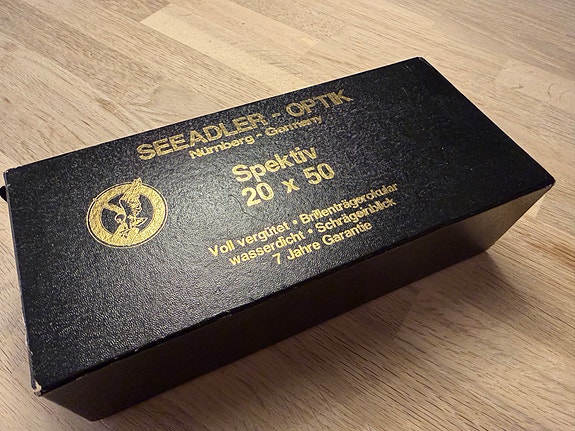 SEEADLER - OPTIK
Nürnberg - Germany
Spektiv
20 x 50
Voll vergütet • Brillenträgerokular
wasserdicht • Schrägeinblick
7 Jahre Garantie